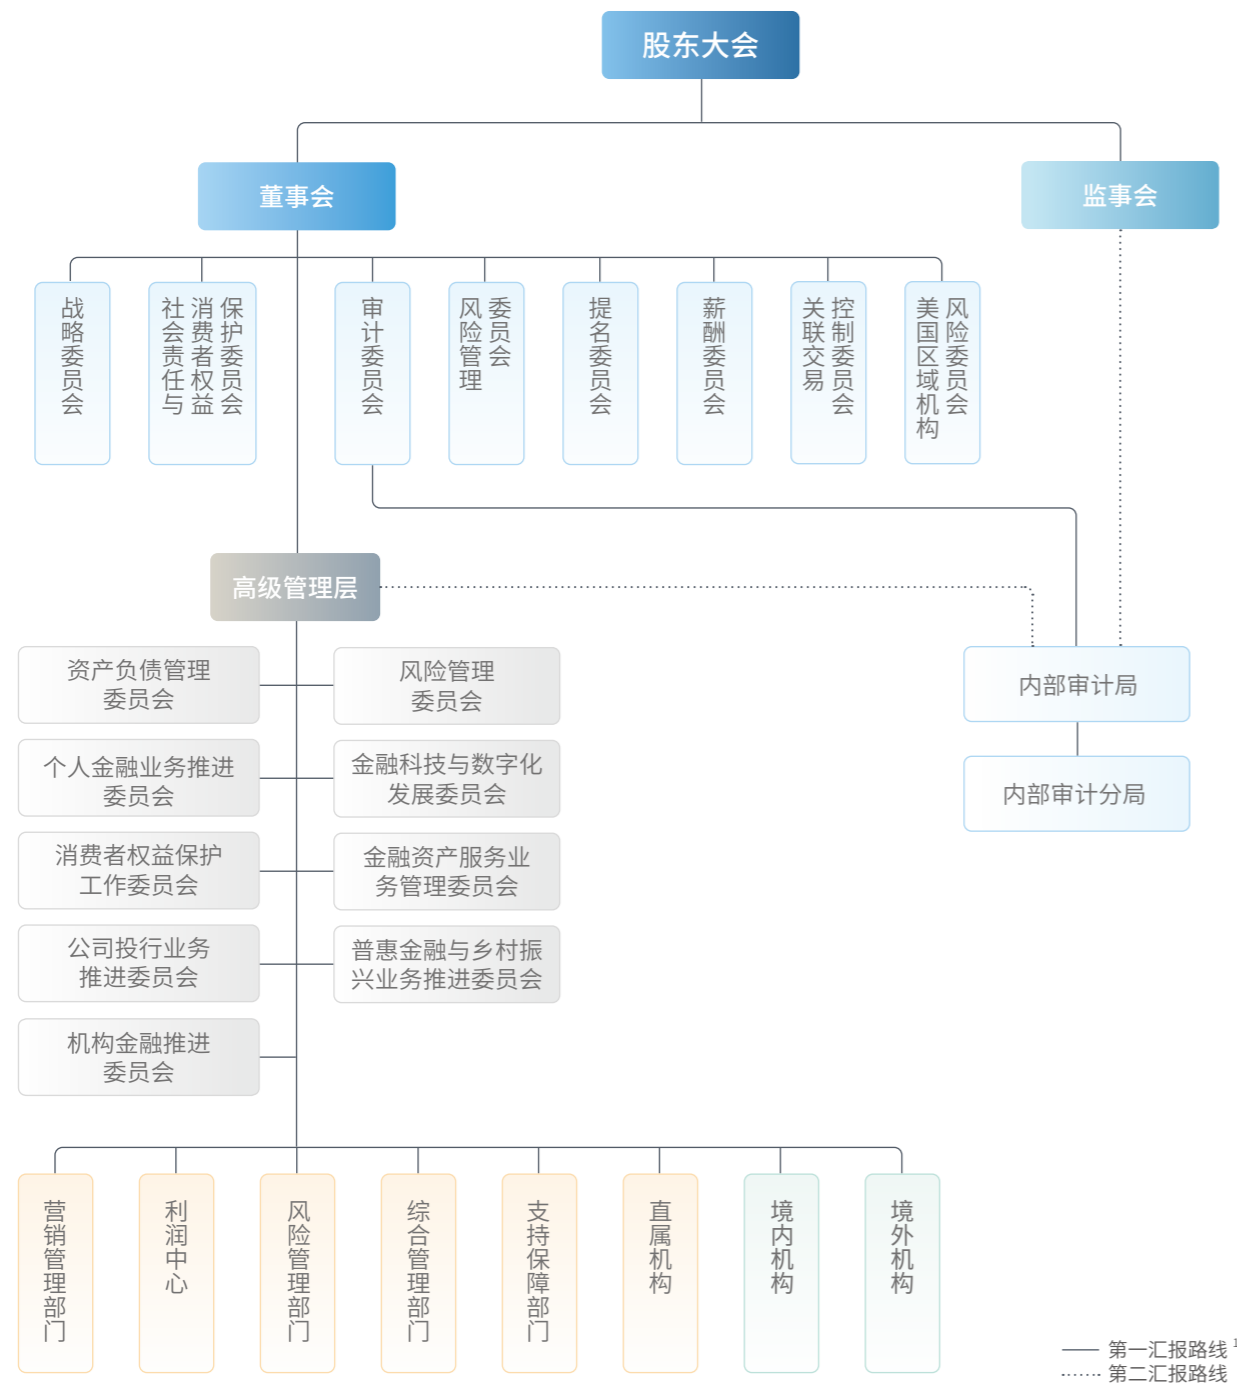 股东大会
董事会
监事会
战略委员会
社会责任与
消费者权益
保护委员会
审计委员会
风险管理
委员会
提名委员会
薪酬委员会
关联交易
控制委员会
美国区域机构
风险委员会
高级管理层
资产负债管理
委员会
风险管理
委员会
个人金融业务推进
委员会
金融科技与数字化
发展委员会
消费者权益保护
工作委员会
金融资产服务业
务管理委员会
公司投行业务
推进委员会
普惠金融与乡村振
兴业务推进委员会
机构金融推进
委员会
内部审计局
内部审计分局
营销管理部门
利润中心
风险管理部门
综合管理部门
支持保障部门
直属机构
境内机构
境外机构
第一汇报路线1
第二汇报路线